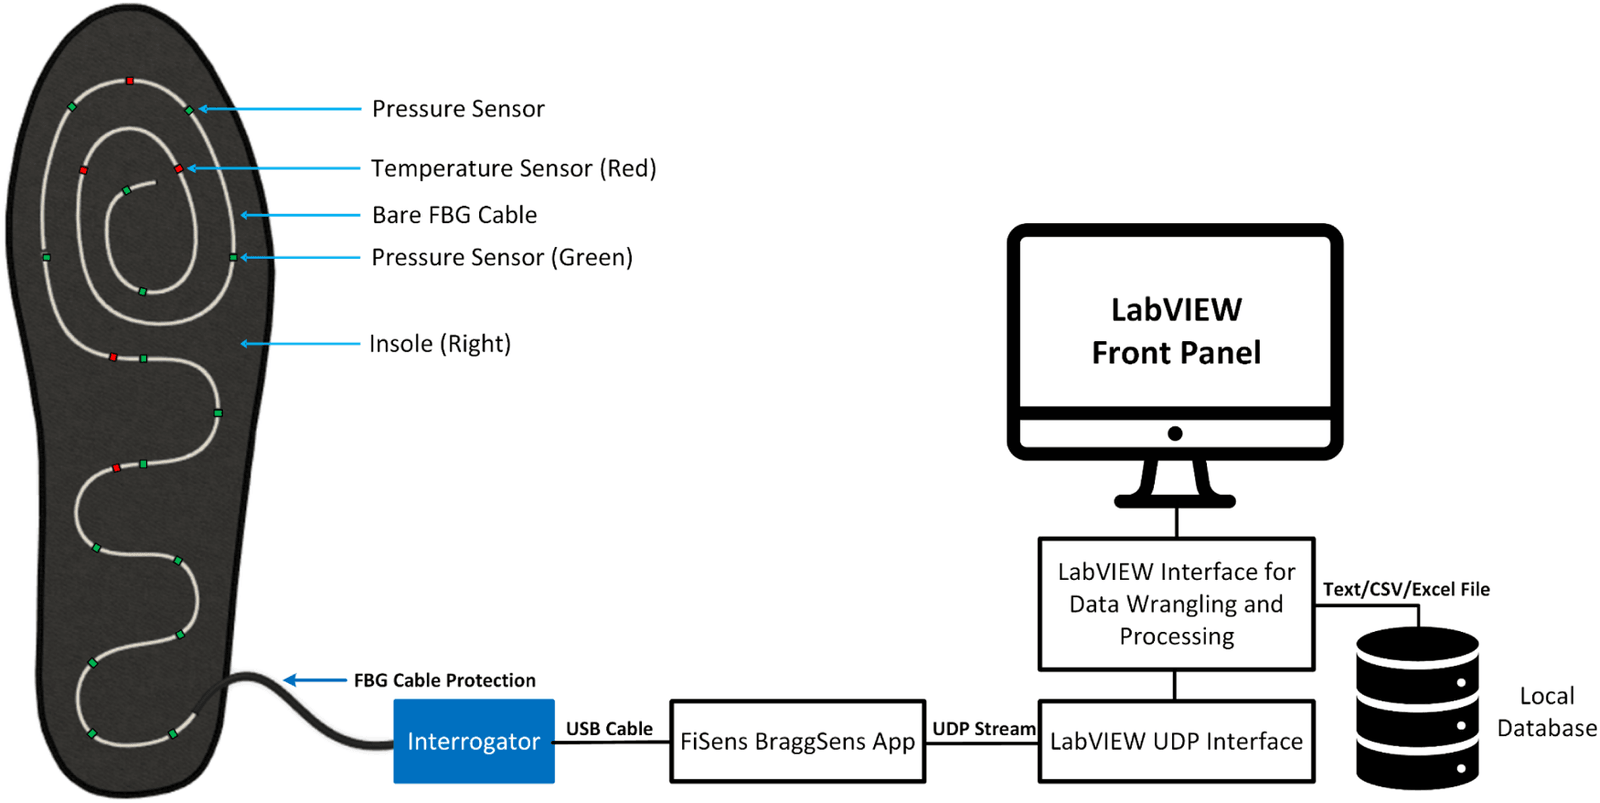 Pressure Sensor
Temperature Sensor (Red)
Bare FBG Cable
Pressure Sensor (Green)
Insole (Right)
LabVIEW
Front Panel
LabVIEW Interface for
Data Wrangling and
Processing
Text/CSV/Excel File
Local
Database
FBG Cable Protection
Interrogator
USB Cable
FiSens BraggSens App
UDP Stream
LabVIEW UDP Interface